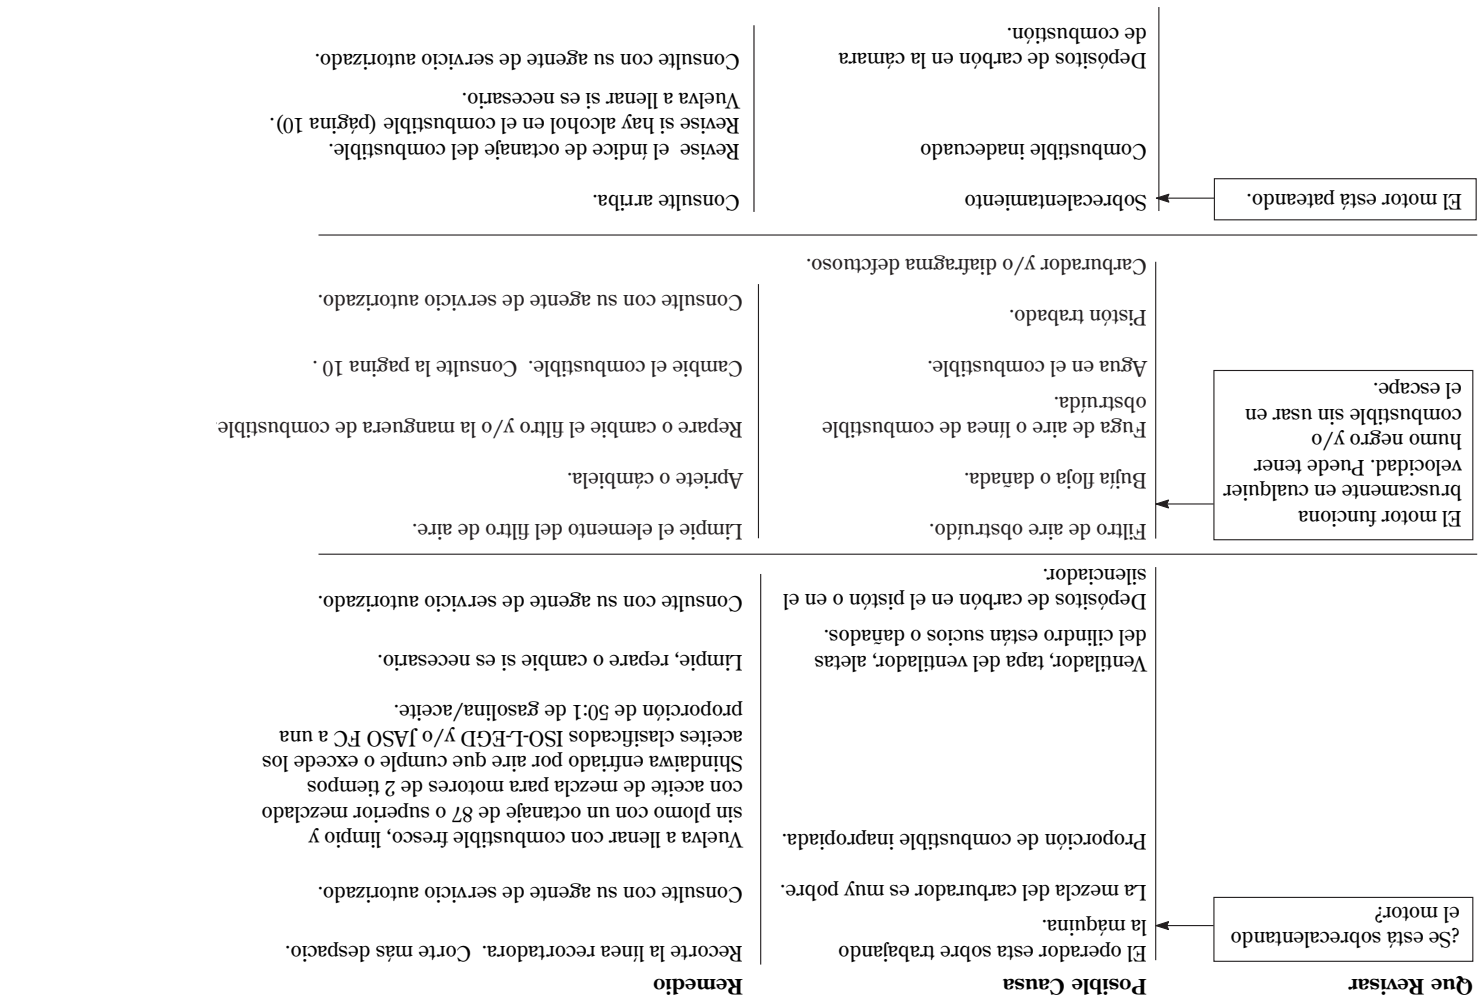 Que Revisar Posible Causa Remedio
?Se está sobrecalentando
el motor?
El operador esta sobre trabajando
la máquina.
Recorte la línea recortadora. Corte más despacio.
La mezcla del carburador es muy pobre.
Consulte con su agente de servicio autorizado.
Proporción de combustible inapropiada.
Vuelva a llenar con combustible fresco, limpio y
sin plomo con un octanaje de 87 o superior mezclado
con aceite de mezcla para motores de 2 tiempos
Shindaiwa enfriado por aire que cumple o excede los
aceites clasificados ISO-L-EGD y/o JASO FC a una
proporción de 50:1 de gasolina/aceite.
Ventilador, tapa del ventilador, aletas
del cilindro están sucios o dañados.
Limpie, repare o cambie si es necesario.
Depósitos de carbón en el pistón o en el
silenciador.
Consulte con su agente de servicio autorizado.
El motor funciona
bruscamente en cualquier
velocidad. Puede tener
humo negro y/o
combustible sin usar en
el escape.
Filtro de aire obstruído.
Limpie el elemento del filtro de aire.
Bujía floja o dañada.
Apriete o cámbiela.
Fuga de aire o línea de combustible
obstruída.
Repare o cambie el filtro y/o la manguera de combustible
Agua en el combustible.
Cambie el combustible. Consulte la pagina 10 .
Pistón trabado.
Consulte con su agente de servicio autorizado.
Carburador y/o diafragma defctuoso.
El motor está pateando.
Sobrecalentamiento
Consulte arriba.
Combustible inadecuado
Revise el índice de octanaje del combustible.
Revise si hay alcohol en el combustible (página 10).
Vuelva a llenar si es necesario.
Depósitos de carbón en la cámara
de combustión.
Consulte con su agente de servicio autorizado.